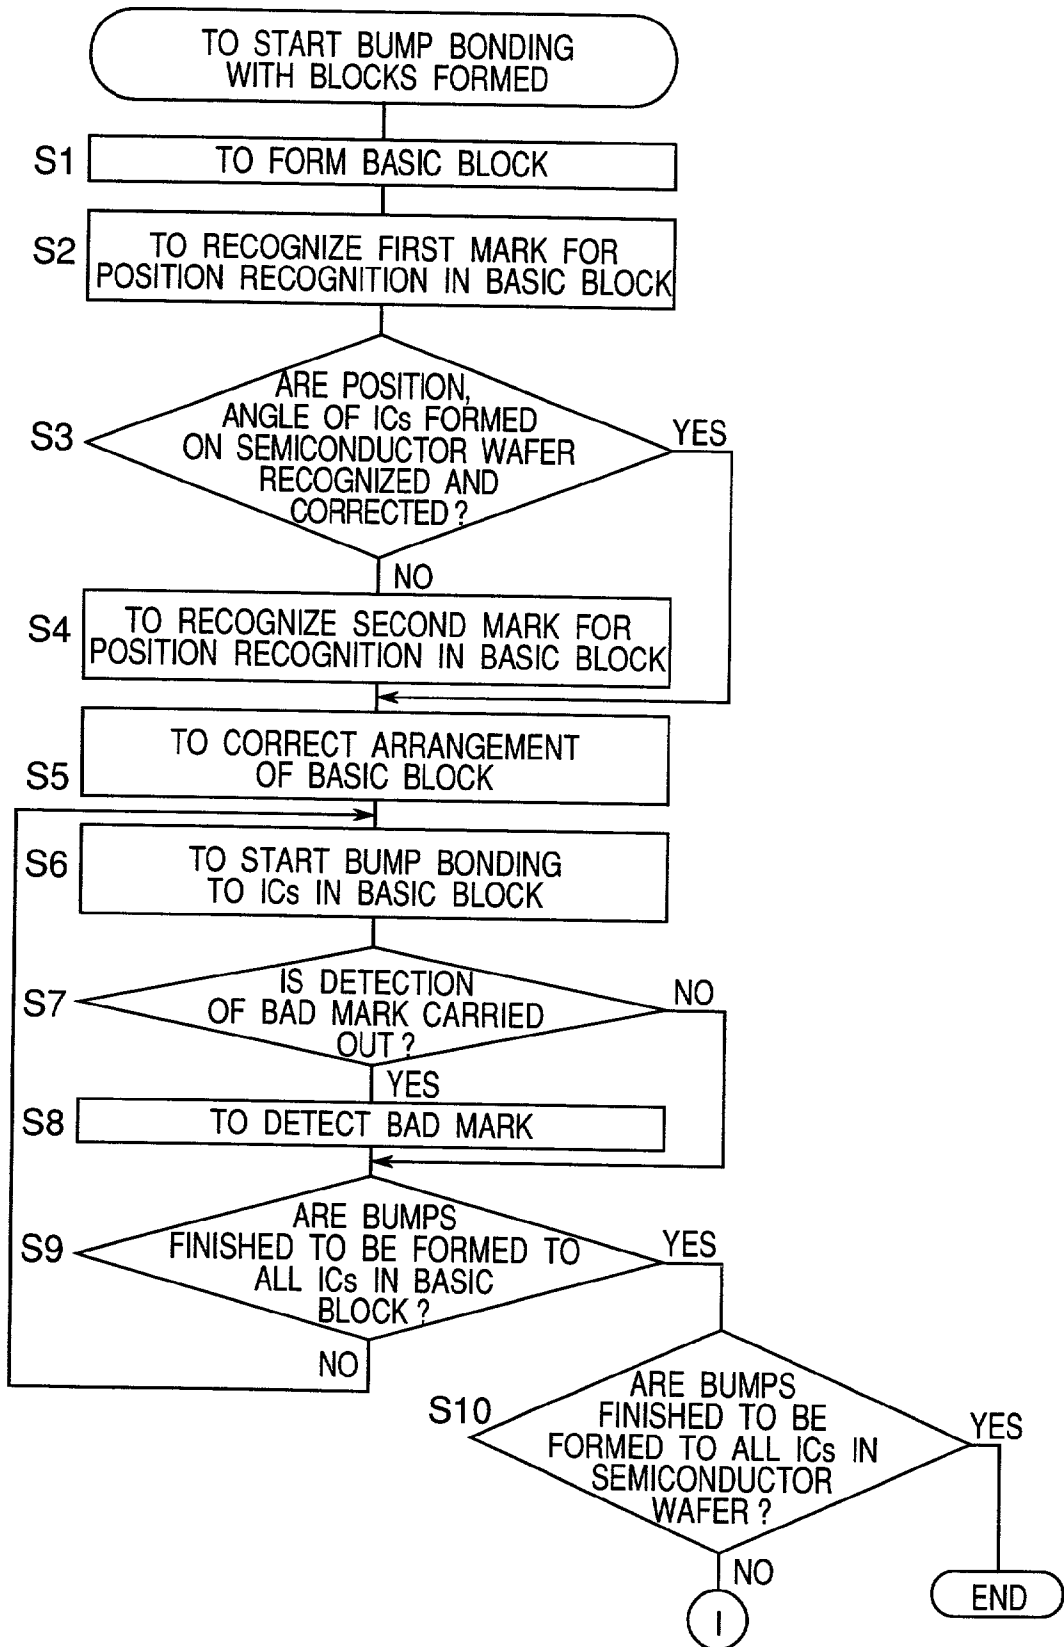 TO START BUMP BONDING
WITH BLOCKS FORMED
S1
TO FORM BASIC BLOCK
S2
TO RECOGNIZE FIRST MARK FOR
POSITION RECOGNITION IN BASIC BLOCK
S3
ARE POSITION,
ANGLE OF ICs FORMED
ON SEMICONDUCTOR WAFER
RECOGNIZED AND
CORRECTED?
YES
NO
S4
TO RECOGNIZE SECOND MARK FOR
POSITION RECOGNITION IN BASIC BLOCK
S5
TO CORRECT ARRANGEMENT
OF BASIC BLOCK
S6
TO START BUMP BONDING
TO ICs IN BASIC BLOCK
S7
IS DETECTION
OF BAD MARK CARRIED
OUT?
NO
YES
S8
TO DETECT BAD MARK
S9
ARE BUMPS
FINISHED TO BE FORMED TO
ALL ICs IN BASIC
BLOCK?
YES
NO
S10
ARE BUMPS
FINISHED TO BE
FORMED TO ALL ICs IN
SEMICONDUCTOR
WAFER?
YES
NO
I
END